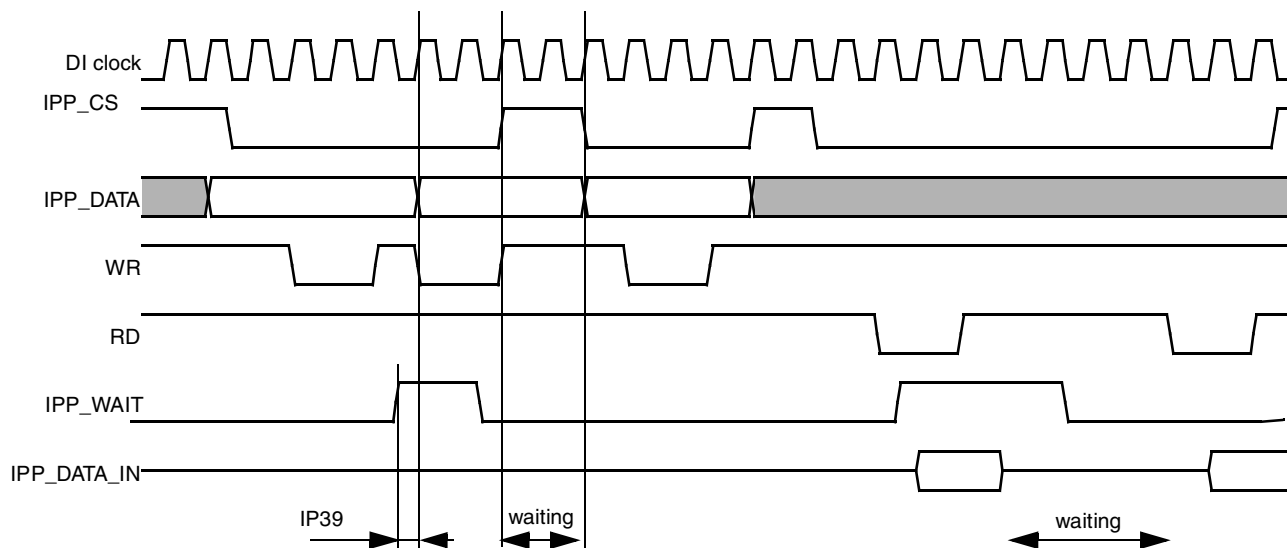 DI clock
IPP_CS
IPP_DATA
WR
RD
IPP_WAIT
IPP_DATA_IN
IP39
waiting
waiting